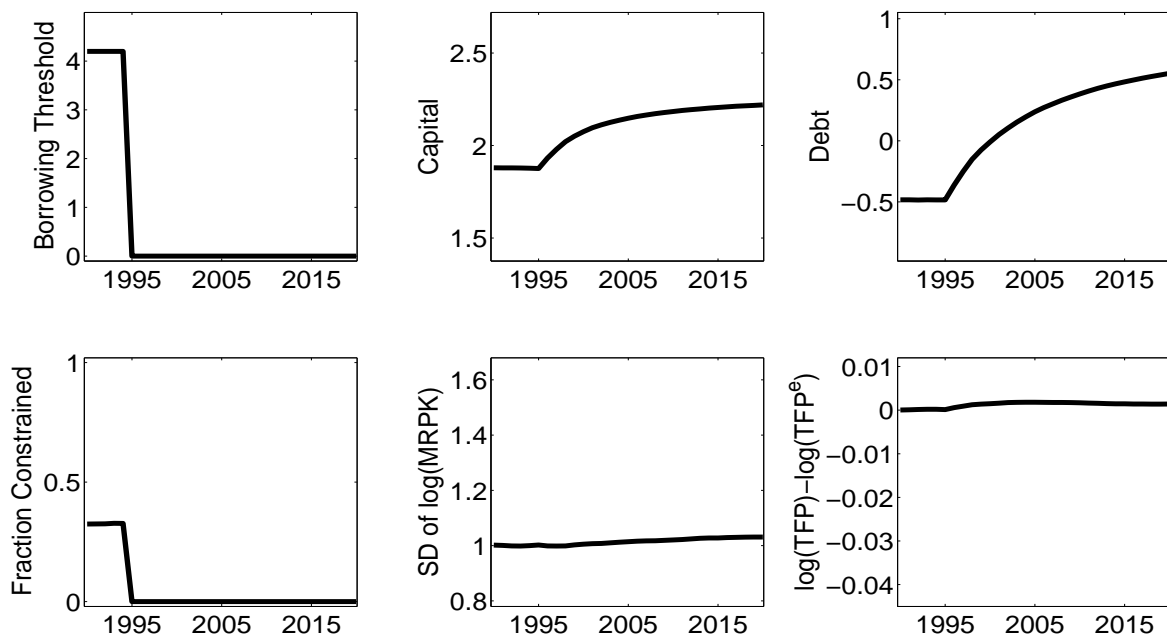 Borrowing Threshold
4
3
2
1
0
1995 2005 2015
Capital
2.5
2
1.5
1995 2005 2015
Debt
1
0.5
0
−0.5
1995 2005 2015
Fraction Constrained
1
0.5
0
1995 2005 2015
SD of log(MRPK)
1.6
1.4
1.2
1
0.8
1995 2005 2015
log(TFP)−log(TFPᵉ)
0.01
0
−0.01
−0.02
−0.03
−0.04
1995 2005 2015